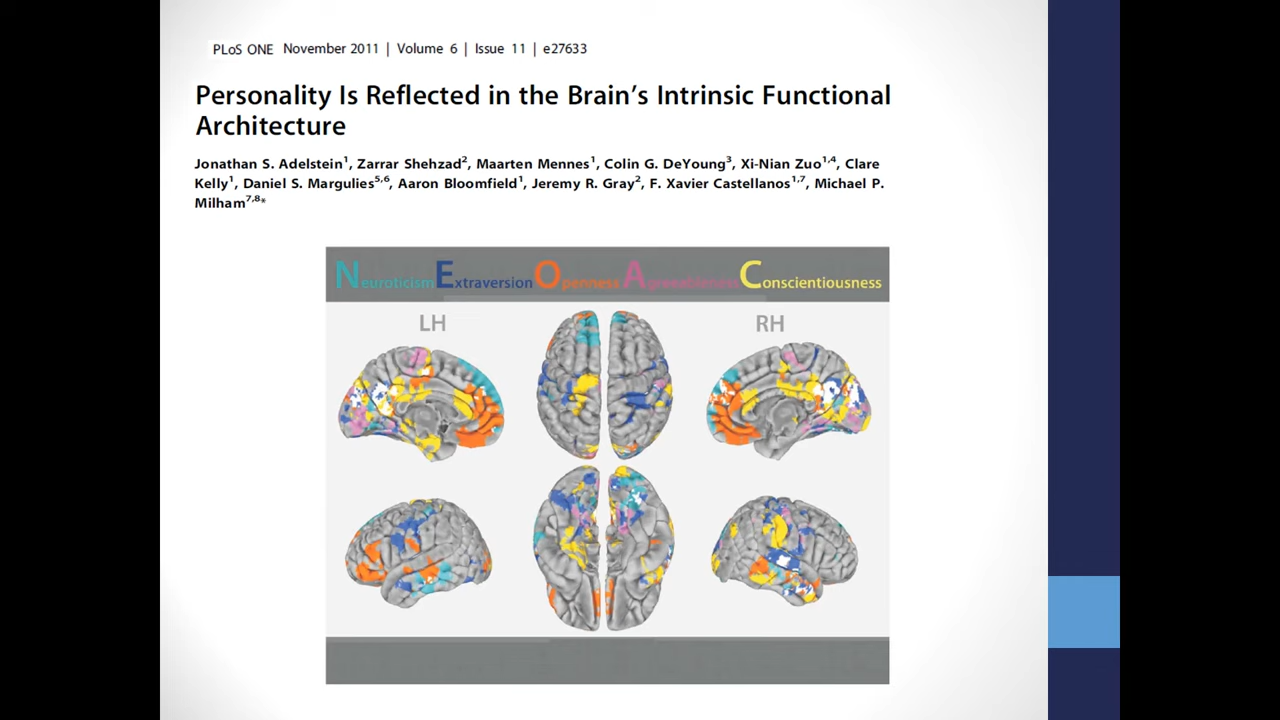 PLoS ONE November 2011 | Volume 6 | Issue 11 | e27633
Personality Is Reflected in the Brain's Intrinsic Functional
Architecture
Jonathan S. Adelstein1, Zarrar Shehzad2, Maarten Mennes1, Colin G. DeYoung3, Xi-Nian Zuo1,4, Clare
Kelly1, Daniel S. Margulies5,6, Aaron Bloomfield1, Jeremy R. Gray2, F. Xavier Castellanos1,7, Michael P.
Milham7,8*
Neuroticism Extraversion Openness Agreeableness Conscientiousness
LH RH